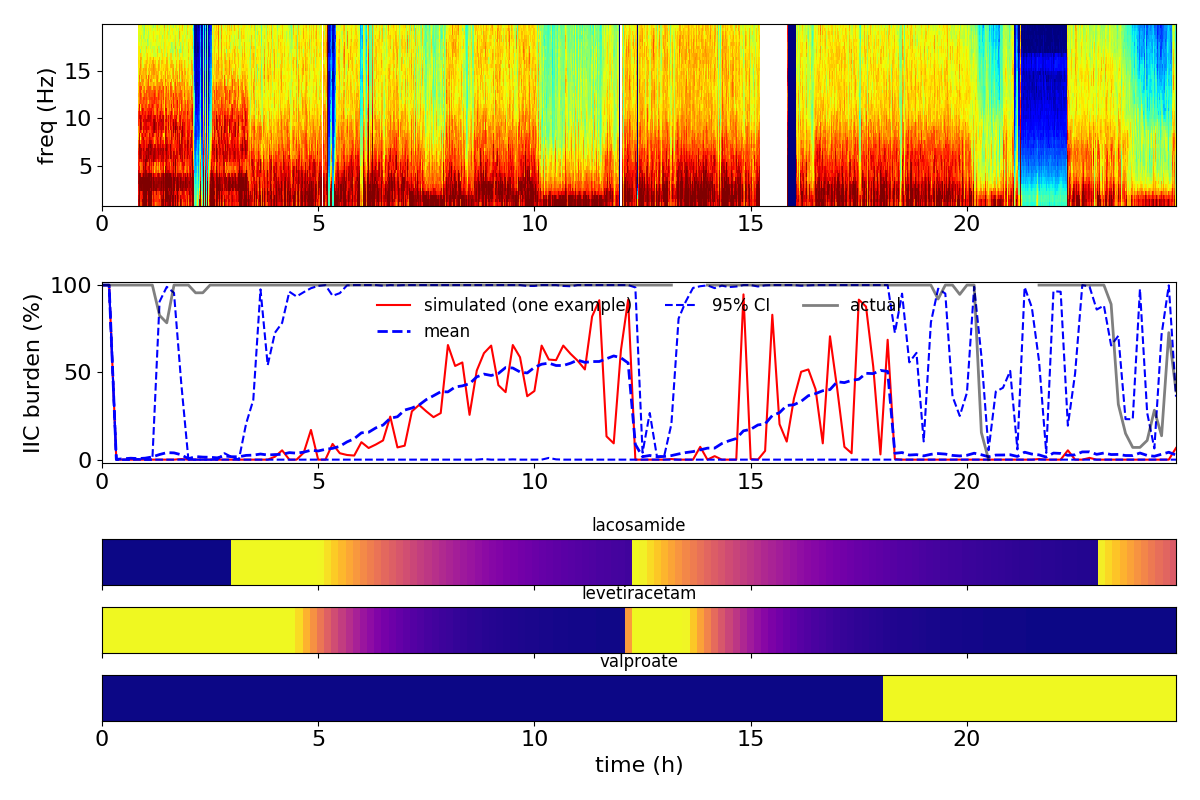 freq (Hz)
15
10
5
0 5 10 15 20
IIC burden (%)
100
50
0
simulated (one example) 95% CI actual
mean
0 5 10 15 20
lacosamide
levetiracetam
valproate
0 5 10 15 20
time (h)